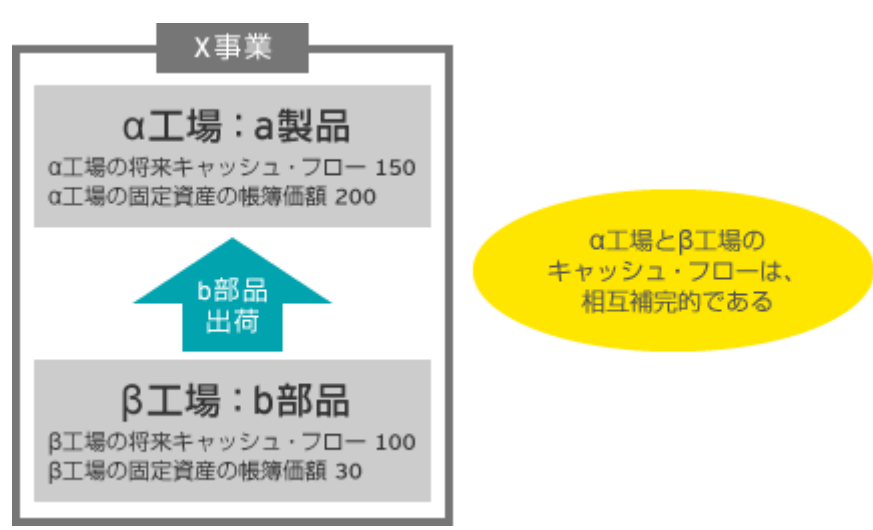 X事業
α工場：a製品
α工場の将来キャッシュ・フロー 150
α工場の固定資産の帳簿価額 200
b部品
出荷
β工場：b部品
β工場の将来キャッシュ・フロー 100
β工場の固定資産の帳簿価額 30
α工場とβ工場の
キャッシュ・フローは、
相互補完的である